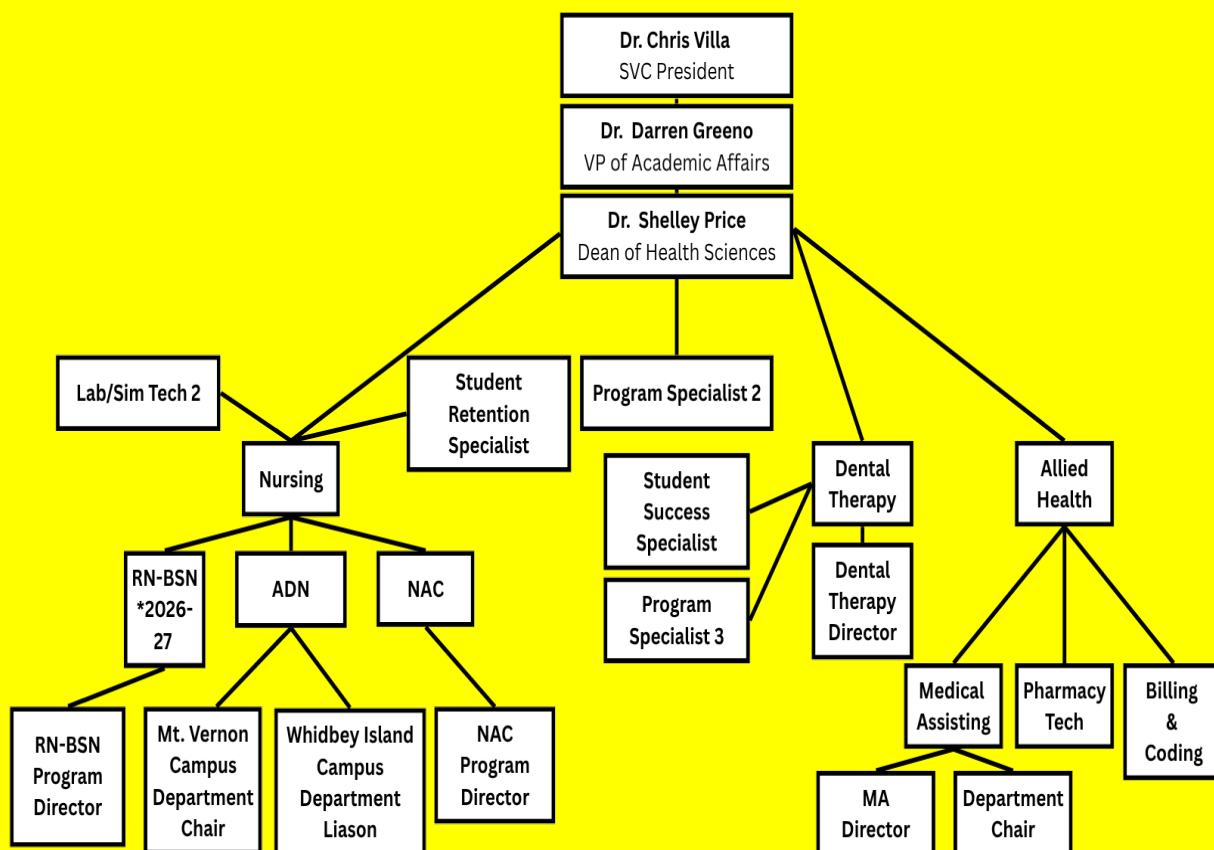 Dr. Chris Villa
SVC President
Dr. Darren Greeno
VP of Academic Affairs
Dr. Shelley Price
Dean of Health Sciences
Lab/Sim Tech 2
Student
Retention
Specialist
Program Specialist 2
Nursing
Student
Success
Specialist
Dental
Therapy
Allied
Health
RN-BSN
*2026-
27
ADN
NAC
Program
Specialist 3
Dental
Therapy
Director
Medical
Assisting
Pharmacy
Tech
Billing
&
Coding
RN-BSN
Program
Director
Mt. Vernon
Campus
Department
Chair
Whidbey Island
Campus
Department
Liason
NAC
Program
Director
MA
Director
Department
Chair